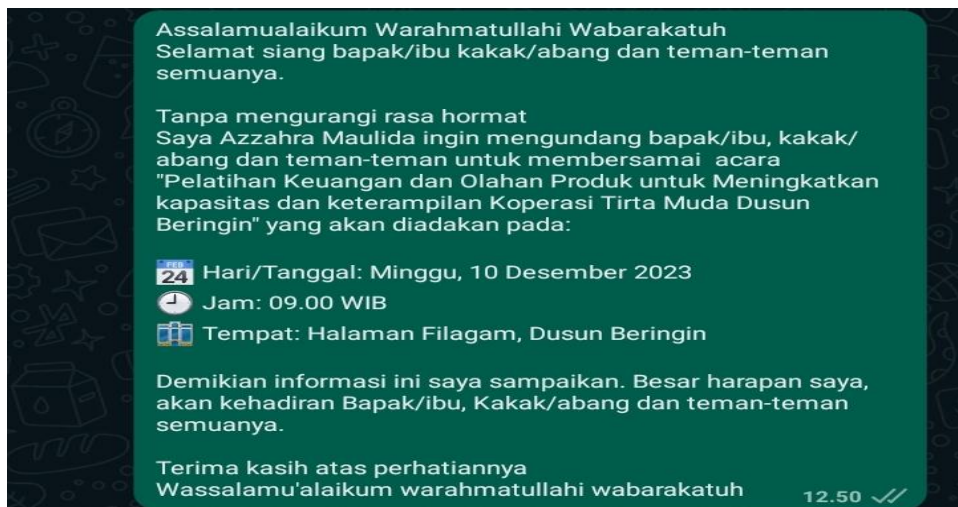 Assalamualaikum Warahmatullahi Wabarakatuh
Selamat siang bapak/ibu kakak/abang dan teman-teman
semuanya.
Tanpa mengurangi rasa hormat
Saya Azzahra Maulida ingin mengundang bapak/ibu, kakak/
abang dan teman-teman untuk membersamai  acara
"Pelatihan Keuangan dan Olahan Produk untuk Meningkatkan
kapasitas dan keterampilan Koperasi Tirta Muda Dusun
Beringin" yang akan diadakan pada:
FEB
24 Hari/Tanggal: Minggu, 10 Desember 2023
Jam: 09.00 WIB
Tempat: Halaman Filagam, Dusun Beringin
Demikian informasi ini saya sampaikan. Besar harapan saya,
akan kehadiran Bapak/ibu, Kakak/abang dan teman-teman
semuanya.
Terima kasih atas perhatiannya
Wassalamu'alaikum warahmatullahi wabarakatuh
12.50